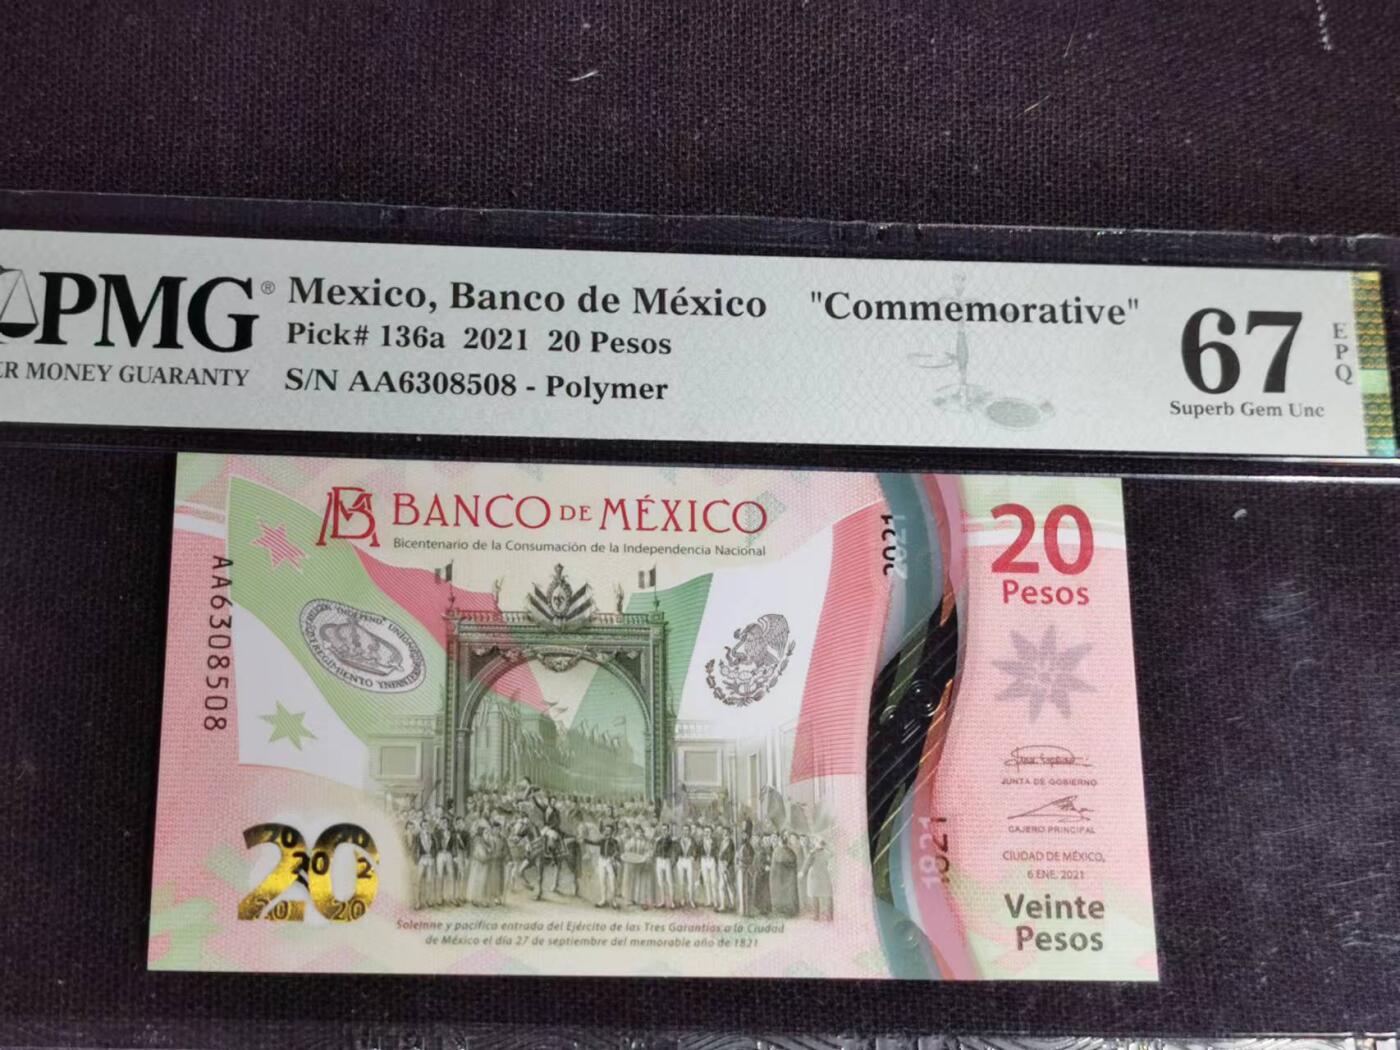 PMG®
ER MONEY GUARANTY
Mexico, Banco de México "Commemorative"
Pick# 136a 2021 20 Pesos
S/N AA6308508 - Polymer
67
EPQ
Superb Gem Unc
BANCO DE MÉXICO
Bicentenario de la Consumación de la Independencia Nacional
AA6308508
2021
2021
20
Pesos
JUNTA DE GOBIERNO
CAJERO PRINCIPAL
CIUDAD DE MÉXICO,
6 ENE. 2021
Veinte
Pesos
1821
1821
20
Solemne y pacífica entrada del Ejército de las Tres Garantías a la Ciudad
de México el día 27 de septiembre del memorable año de 1821